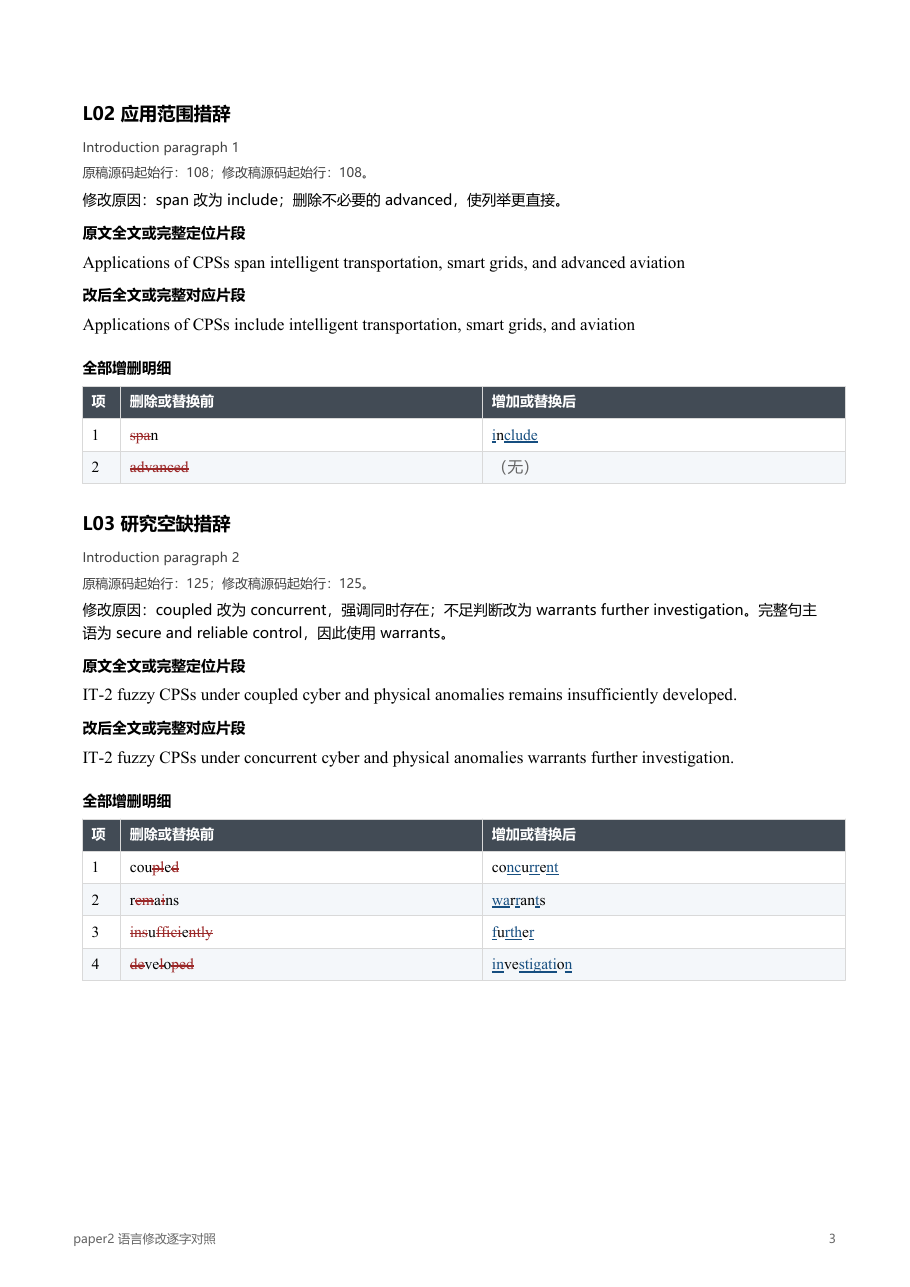 L02 应用范围措辞
Introduction paragraph 1
原稿源码起始行：108；修改稿源码起始行：108。
修改原因：span 改为 include；删除不必要的 advanced，使列举更直接。
原文全文或完整定位片段
Applications of CPSs span intelligent transportation, smart grids, and advanced aviation
改后全文或完整对应片段
Applications of CPSs include intelligent transportation, smart grids, and aviation
全部增删明细
项 删除或替换前 增加或替换后
1 span include
2 advanced （无）
L03 研究空缺措辞
Introduction paragraph 2
原稿源码起始行：125；修改稿源码起始行：125。
修改原因：coupled 改为 concurrent，强调同时存在；不足判断改为 warrants further investigation。完整句主
语为 secure and reliable control，因此使用 warrants。
原文全文或完整定位片段
IT-2 fuzzy CPSs under coupled cyber and physical anomalies remains insufficiently developed.
改后全文或完整对应片段
IT-2 fuzzy CPSs under concurrent cyber and physical anomalies warrants further investigation.
全部增删明细
项 删除或替换前 增加或替换后
1 coupled concurrent
2 remains warrants
3 insufficiently further
4 developed investigation
paper2 语言修改逐字对照 3